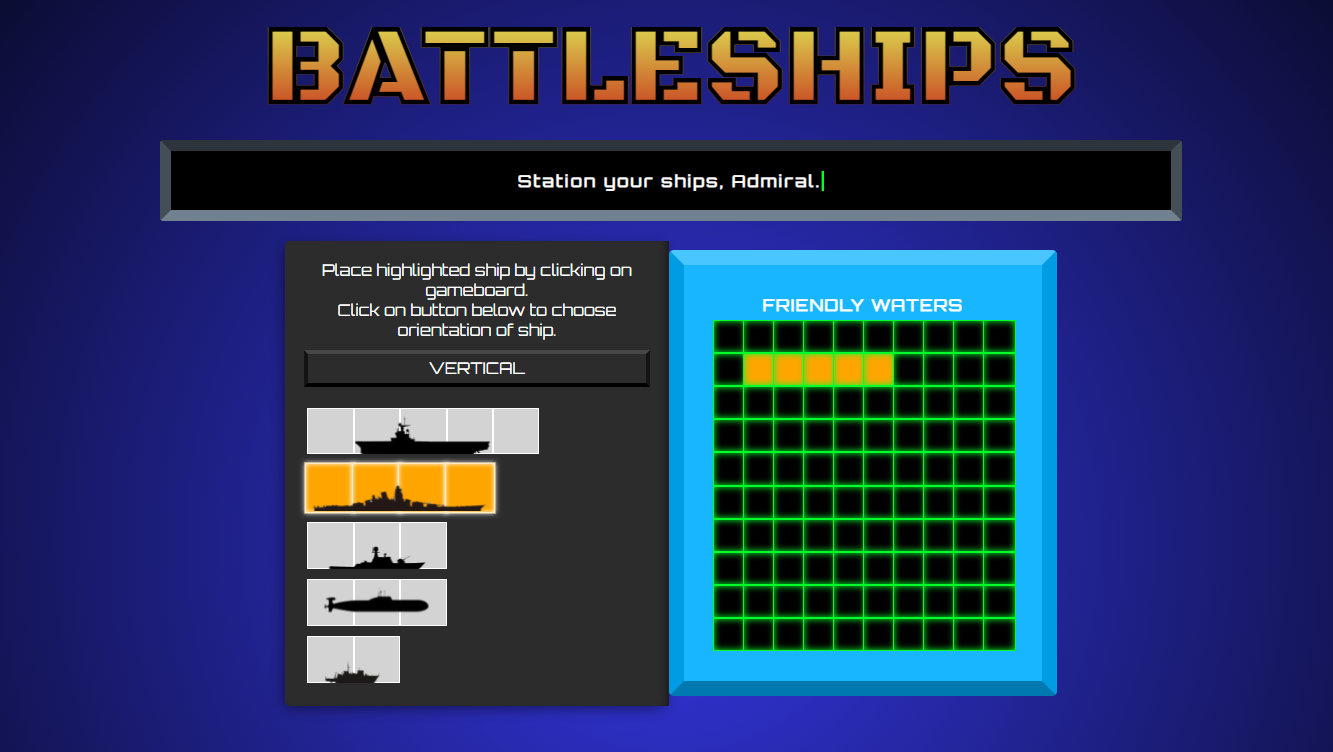 BATTLESHIPS
Station your ships, Admiral.
Place highlighted ship by clicking on
gameboard.
Click on button below to choose
orientation of ship.
VERTICAL
FRIENDLY WATERS